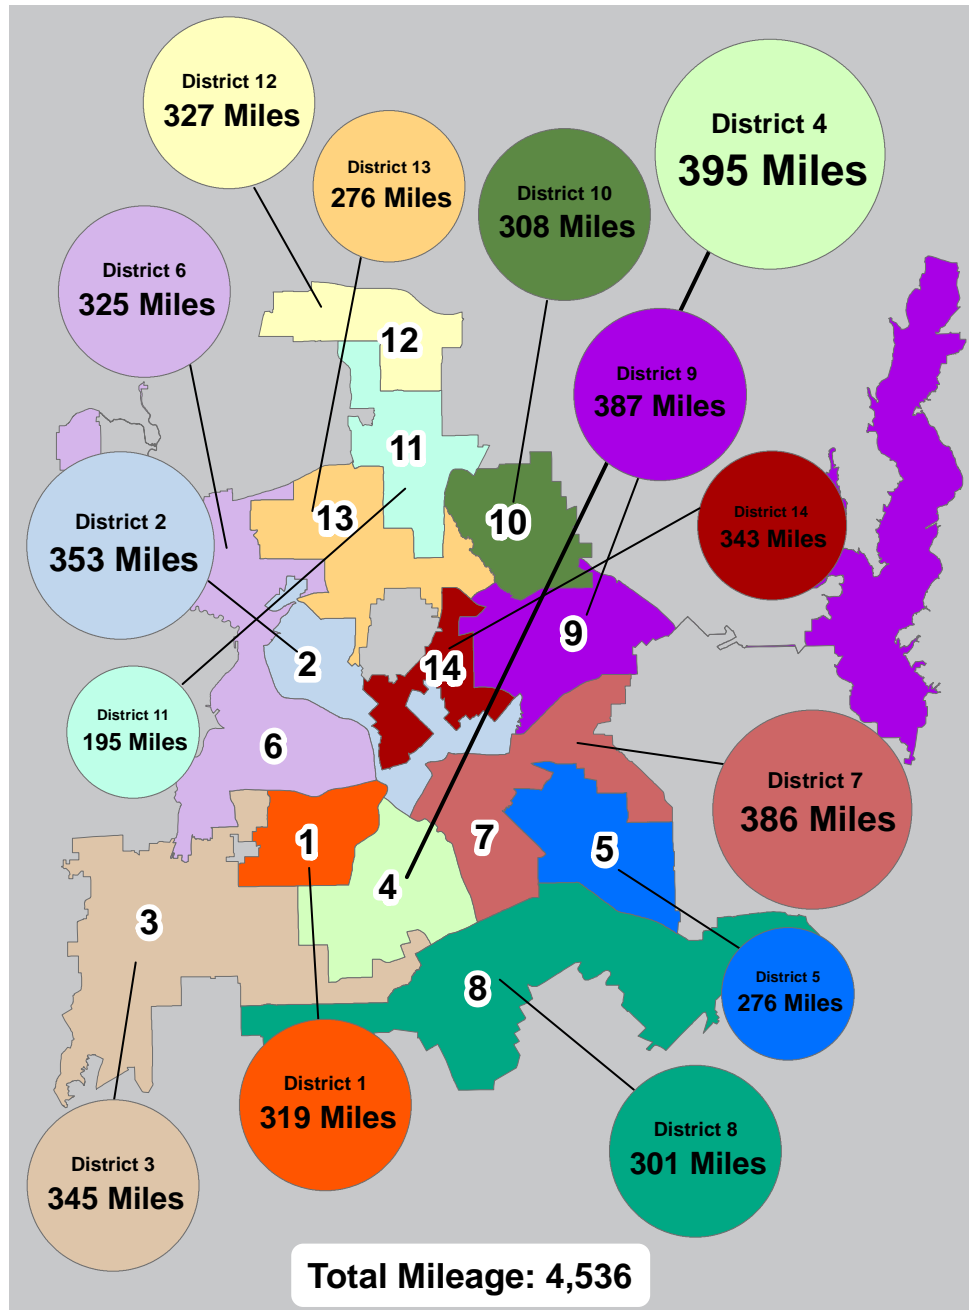 District 12
327 Miles
District 4
395 Miles
District 13
276 Miles
District 10
308 Miles
District 6
325 Miles
12
District 9
387 Miles
11
District 2
353 Miles
13
10
District 14
343 Miles
9
2
14
District 11
195 Miles
6
District 7
386 Miles
1
7
5
4
3
8
District 5
276 Miles
District 1
319 Miles
District 8
301 Miles
District 3
345 Miles
Total Mileage: 4,536